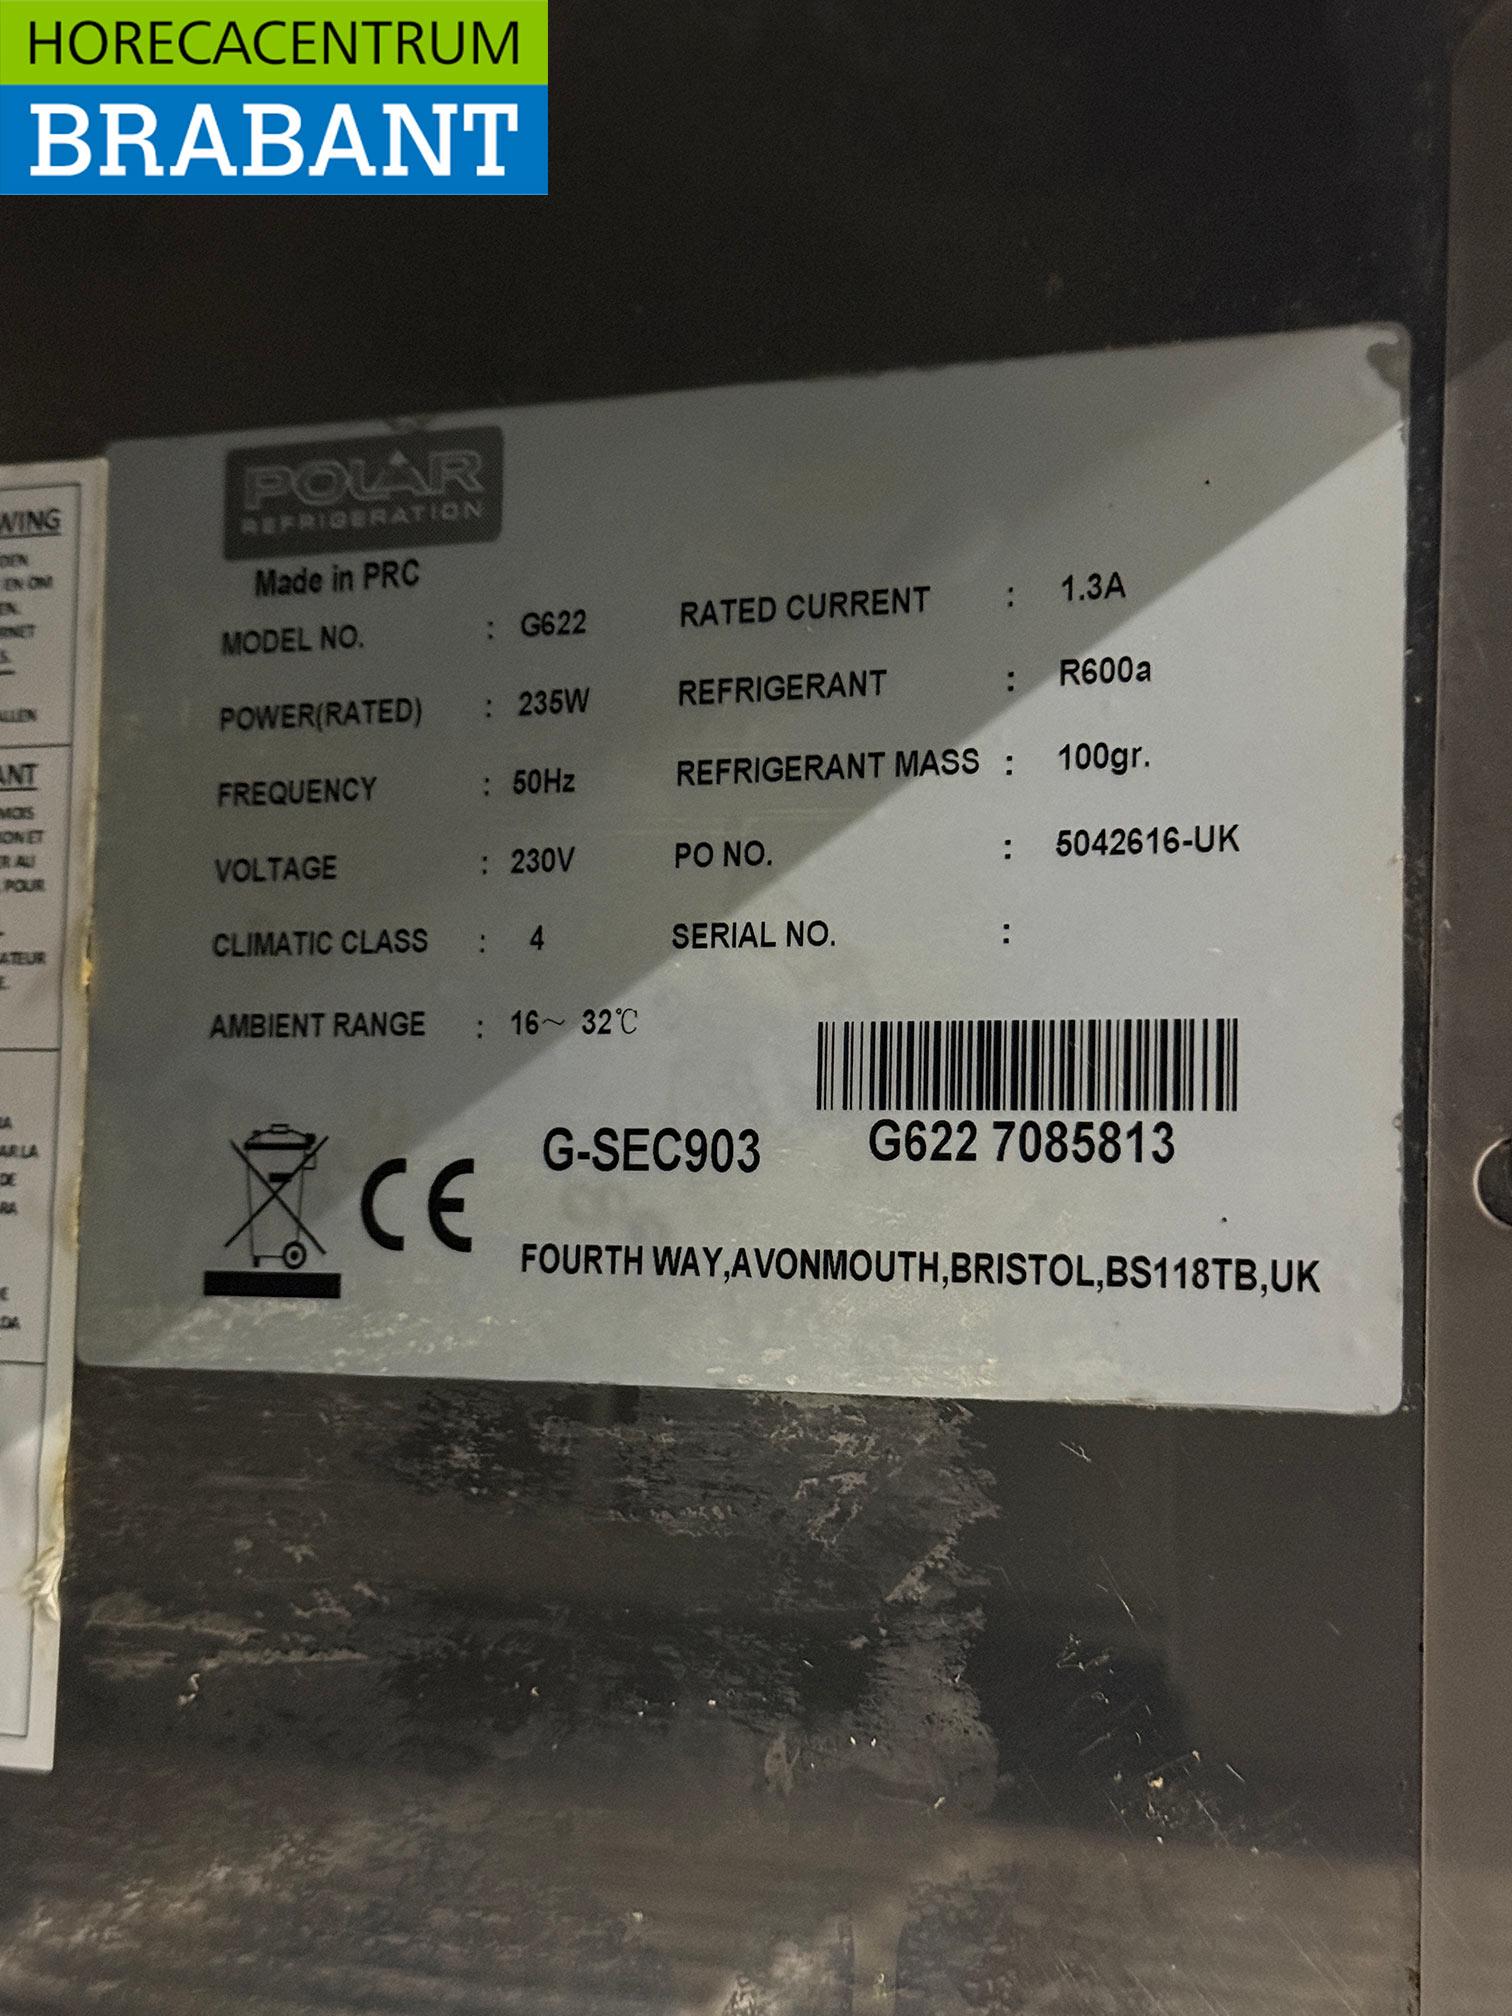 HORECACENTRUM
BRABANT
POLAR
REFRIGERATION
Made in PRC
MODEL NO. : G622
POWER(RATED) : 235W
FREQUENCY : 50Hz
VOLTAGE : 230V
CLIMATIC CLASS : 4
AMBIENT RANGE : 16~ 32℃
RATED CURRENT : 1.3A
REFRIGERANT : R600a
REFRIGERANT MASS : 100gr.
PO NO. : 5042616-UK
SERIAL NO. :
G622 7085813
G-SEC903
CE
FOURTH WAY,AVONMOUTH,BRISTOL,BS118TB,UK